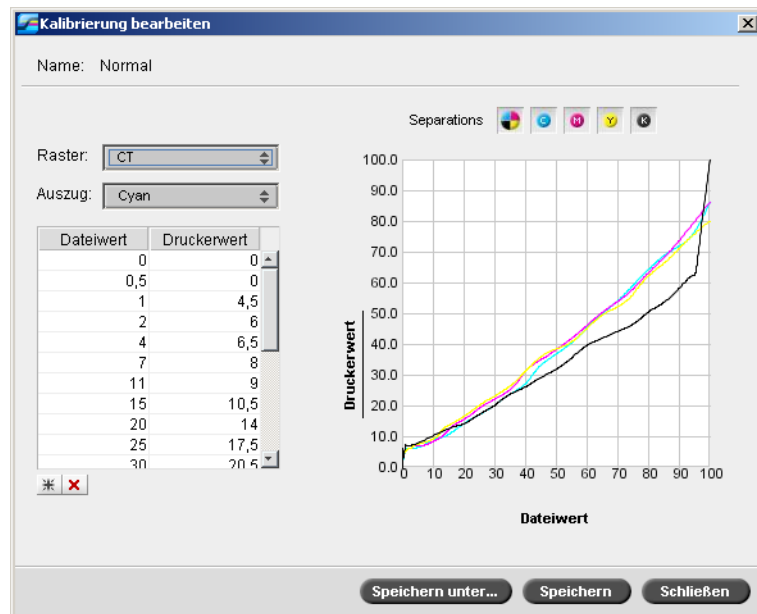 Kalibrierung bearbeiten
Name: Normal
Separations C M Y K
Raster: CT
Auszug: Cyan
Dateiwert Druckerwert
0 0
0,5 0
1 4,5
2 6
4 6,5
7 8
11 9
15 10,5
20 14
25 17,5
30 20,5
100.0
90.0
80.0
70.0
60.0
50.0
40.0
30.0
20.0
10.0
0.0
Druckerwert
0 10 20 30 40 50 60 70 80 90 100
Dateiwert
Speichern unter... Speichern Schließen